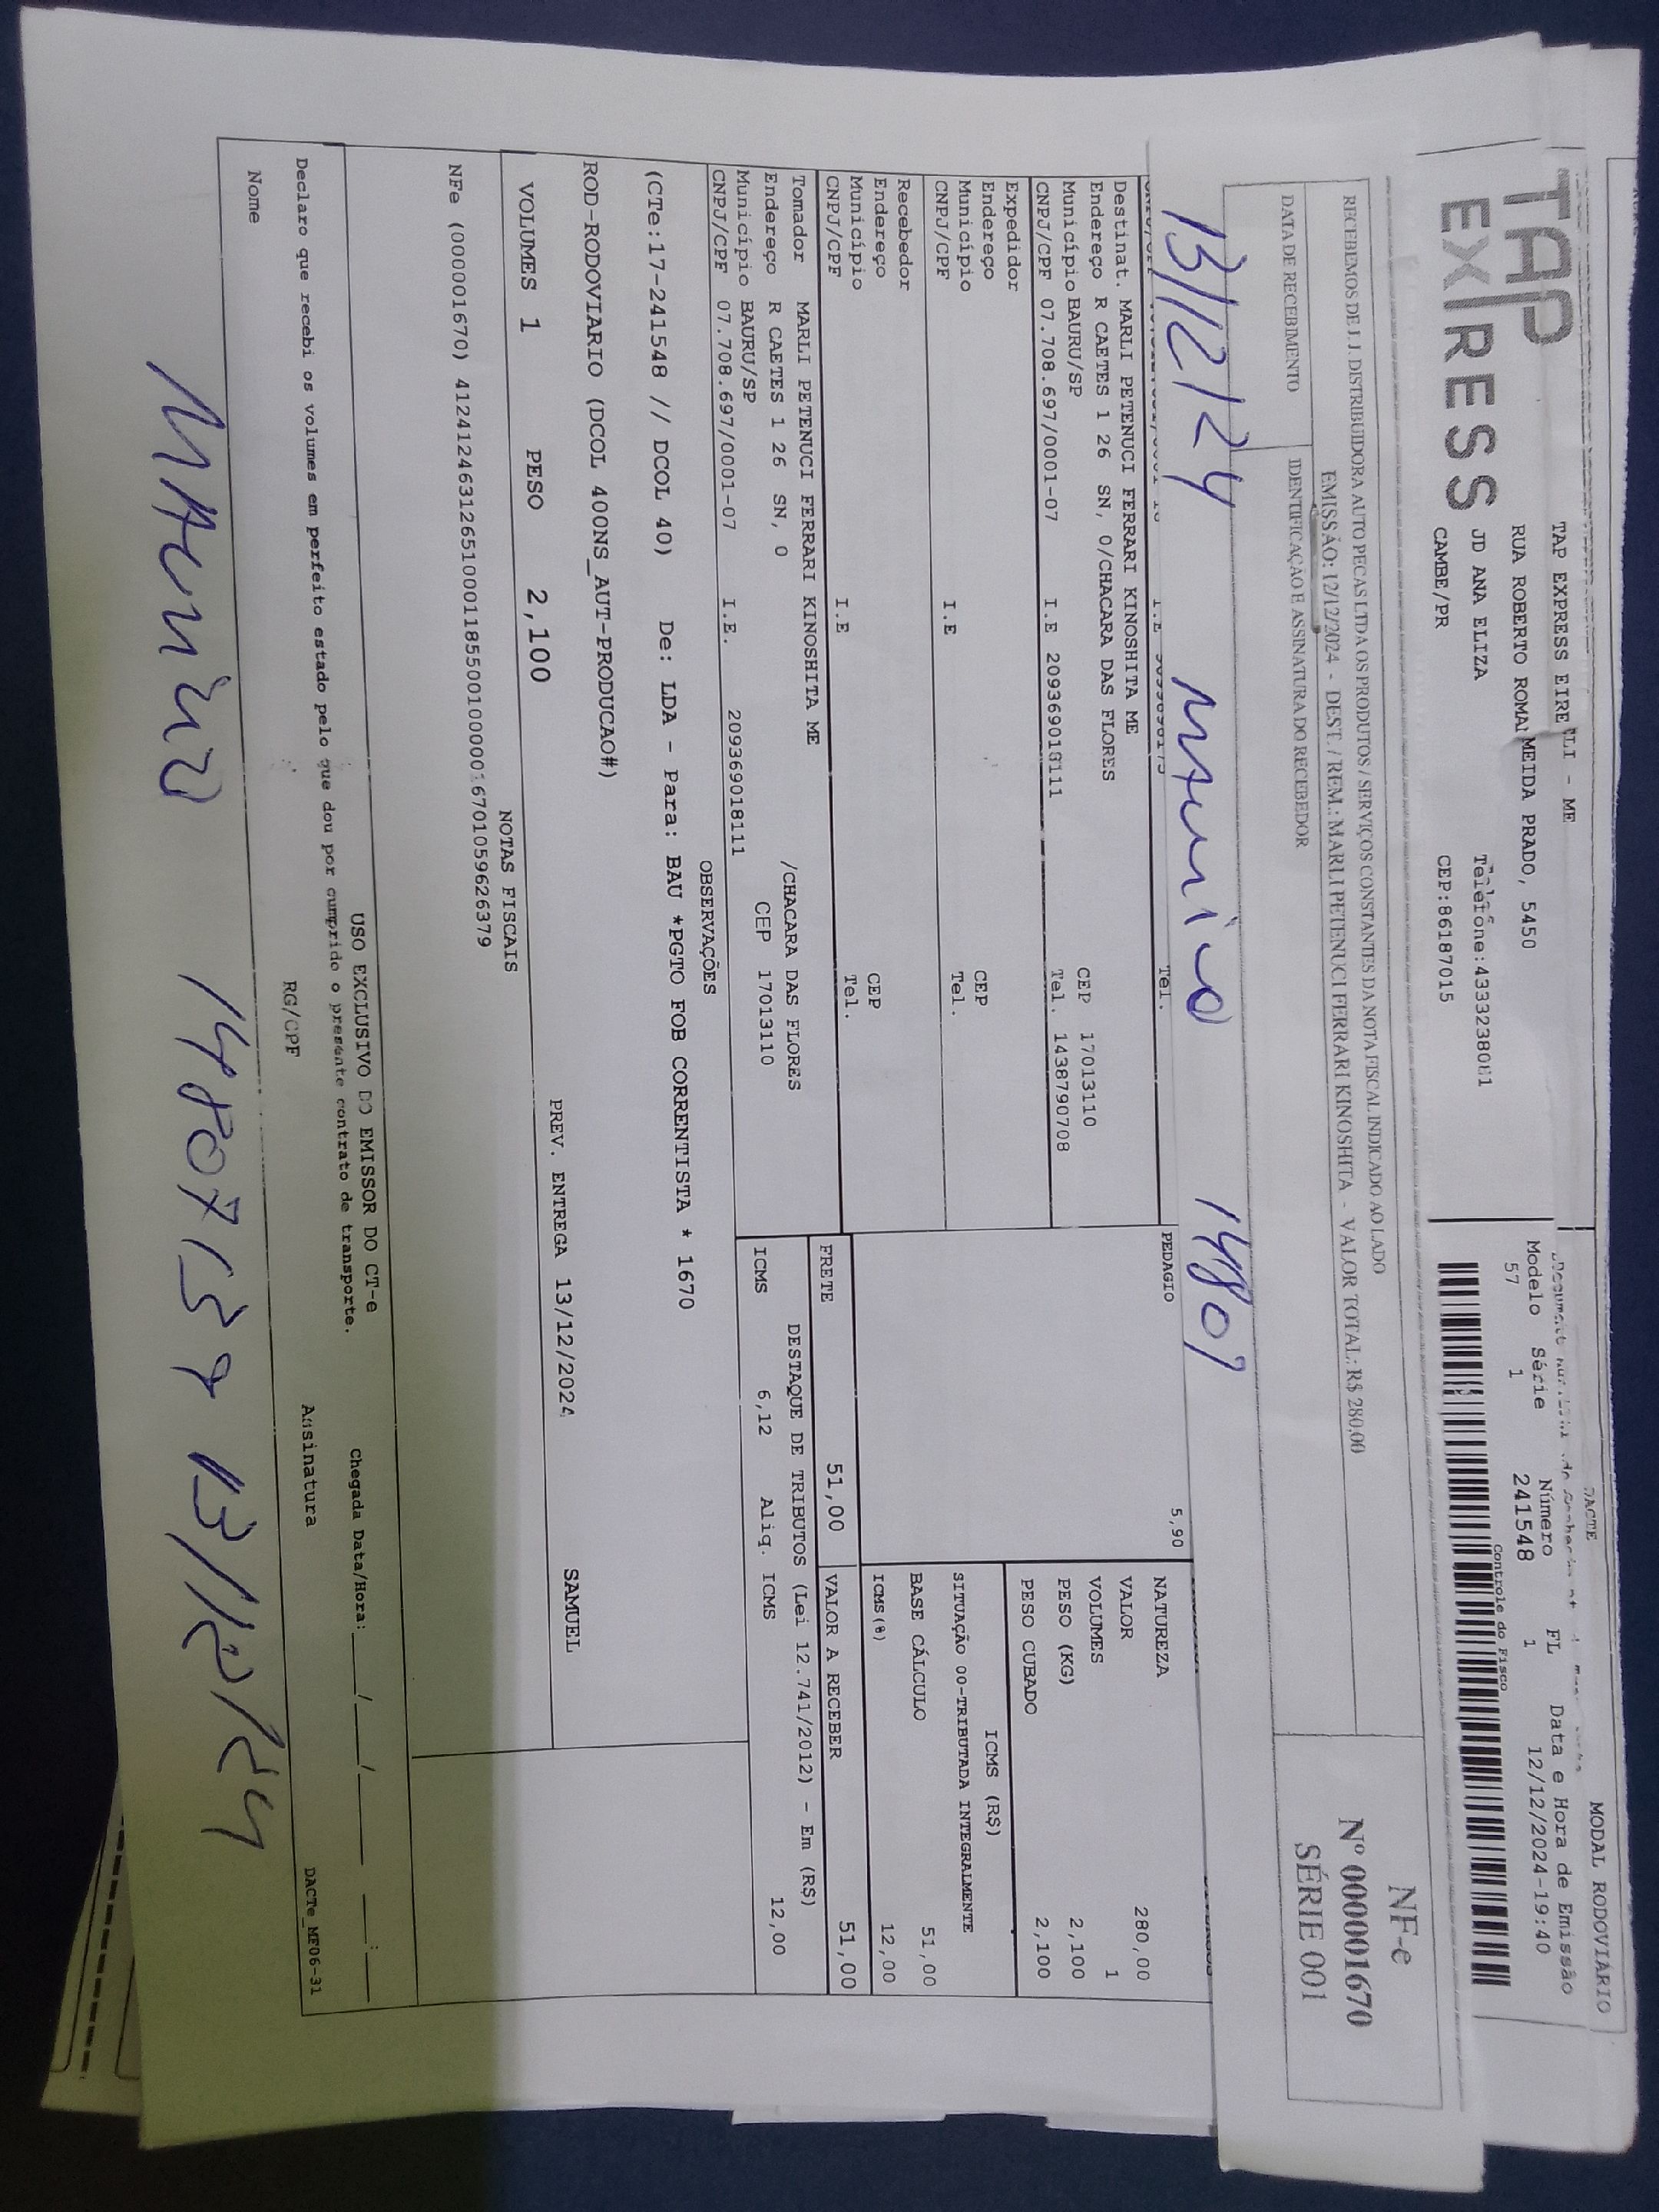 TAP
EXPRESS
TAP EXPRESS EIRE LI - ME
RUA ROBERTO ROMA MEIDA PRADO, 5450
JD ANA ELIZA
CAMBE/PR
CEP:86187015
DACTE
MODAL RODOVIÁRIO
Modelo Série Número FL Data e Hora de Emissão
57 1 241548 1 12/12/2024-19:40
Controle do Fisco
RECEBEMOS DE J.J. DISTRIBUIDORA AUTO PECAS LTDA OS PRODUTOS / SERVIÇOS CONSTANTES DA NOTA FISCAL INDICADO AO LADO
EMISSÃO: 12/12/2024 - DEST. / REM.: MARLI PETENUCI FERRARI KINOSHITA - VALOR TOTAL: R$ 280,00
DATA DE RECEBIMENTO
IDENTIFICAÇÃO E ASSINATURA DO RECEBEDOR
NF-e
Nº 000001670
SÉRIE 001
13/12/24 MAURICIO 14807
Tel.
PEDAGIO 5,90
Destinat. MARLI PETENUCI FERRARI KINOSHITA ME
Endereço R CAETES 1 26 SN, 0/CHACARA DAS FLORES
Município BAURU/SP CEP 17013110
CNPJ/CPF 07.708.697/0001-07 I.E 209369018111 Tel. 1438790708
Expedidor
Endereço
Município CEP
CNPJ/CPF I.E Tel.
Recebedor
Endereço
Município CEP
CNPJ/CPF I.E Tel.
NATUREZA
VALOR 280,00
VOLUMES 1
PESO (KG) 2,100
PESO CUBADO 2,100
ICMS (R$)
SITUAÇÃO 00-TRIBUTADA INTEGRALMENTE
BASE CÁLCULO 51,00
ICMS(%) 12,00
Tomador MARLI PETENUCI FERRARI KINOSHITA ME
Endereço R CAETES 1 26 SN, 0 /CHACARA DAS FLORES
Município BAURU/SP CEP 17013110
CNPJ/CPF 07.708.697/0001-07 I.E. 209369018111
FRETE 51,00 VALOR A RECEBER 51,00
DESTAQUE DE TRIBUTOS (Lei 12.741/2012) - Em (R$)
ICMS 6,12 Aliq. ICMS 12,00
OBSERVAÇÕES
(CTe:17-241548 // DCOL 40) De: LDA - Para: BAU *PGTO FOB CORRENTISTA * 1670
ROD-RODOVIARIO (DCOL 400NS_AUT-PRODUCAO#)
SAMUEL
VOLUMES 1 PESO 2,100 PREV. ENTREGA 13/12/2024
NOTAS FISCAIS
NFe (000001670) 41241246312651000118550010000016701059626379
USO EXCLUSIVO DO EMISSOR DO CT-e
Declaro que recebi os volumes em perfeito estado pelo que dou por cumprido o presente contrato de transporte.
Chegada Data/Hora:___/___/_____ ___:___
Nome RG/CPF Assinatura
DACTe_MF06-31